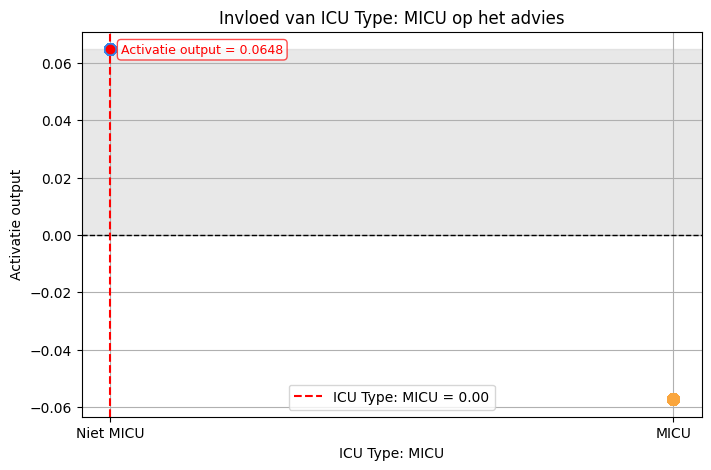 Invloed van ICU Type: MICU op het advies
Activatie output = 0.0648
0.06
0.04
0.02
0.00
−0.02
−0.04
−0.06
Activatie output
ICU Type: MICU = 0.00
Niet MICU
MICU
ICU Type: MICU